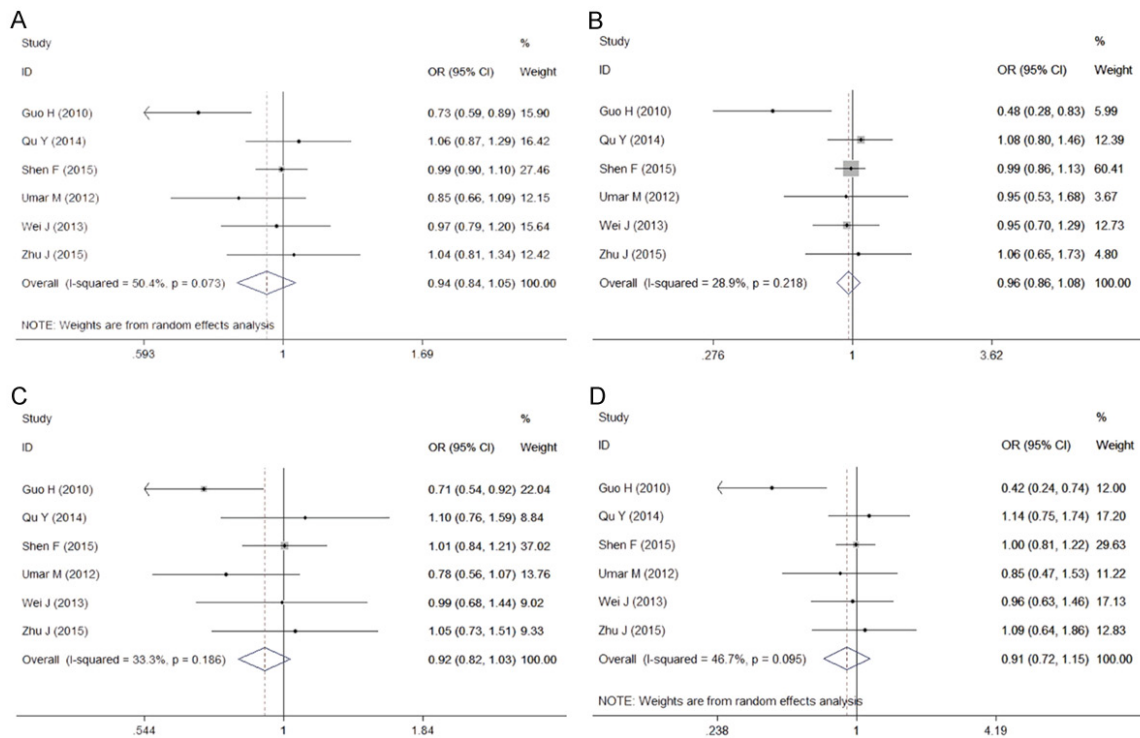 A
Study %
ID OR (95% CI) Weight
Guo H (2010) 0.73 (0.59, 0.89) 15.90
Qu Y (2014) 1.06 (0.87, 1.29) 16.42
Shen F (2015) 0.99 (0.90, 1.10) 27.46
Umar M (2012) 0.85 (0.66, 1.09) 12.15
Wei J (2013) 0.97 (0.79, 1.20) 15.64
Zhu J (2015) 1.04 (0.81, 1.34) 12.42
Overall (I-squared = 50.4%, p = 0.073) 0.94 (0.84, 1.05) 100.00
NOTE: Weights are from random effects analysis
.593 1 1.69
B
Study %
ID OR (95% CI) Weight
Guo H (2010) 0.48 (0.28, 0.83) 5.99
Qu Y (2014) 1.08 (0.80, 1.46) 12.39
Shen F (2015) 0.99 (0.86, 1.13) 60.41
Umar M (2012) 0.95 (0.53, 1.68) 3.67
Wei J (2013) 0.95 (0.70, 1.29) 12.73
Zhu J (2015) 1.06 (0.65, 1.73) 4.80
Overall (I-squared = 28.9%, p = 0.218) 0.96 (0.86, 1.08) 100.00
.276 1 3.62
C
Study %
ID OR (95% CI) Weight
Guo H (2010) 0.71 (0.54, 0.92) 22.04
Qu Y (2014) 1.10 (0.76, 1.59) 8.84
Shen F (2015) 1.01 (0.84, 1.21) 37.02
Umar M (2012) 0.78 (0.56, 1.07) 13.76
Wei J (2013) 0.99 (0.68, 1.44) 9.02
Zhu J (2015) 1.05 (0.73, 1.51) 9.33
Overall (I-squared = 33.3%, p = 0.186) 0.92 (0.82, 1.03) 100.00
.544 1 1.84
D
Study %
ID OR (95% CI) Weight
Guo H (2010) 0.42 (0.24, 0.74) 12.00
Qu Y (2014) 1.14 (0.75, 1.74) 17.20
Shen F (2015) 1.00 (0.81, 1.22) 29.63
Umar M (2012) 0.85 (0.47, 1.53) 11.22
Wei J (2013) 0.96 (0.63, 1.46) 17.13
Zhu J (2015) 1.09 (0.64, 1.86) 12.83
Overall (I-squared = 46.7%, p = 0.095) 0.91 (0.72, 1.15) 100.00
NOTE: Weights are from random effects analysis
.238 1 4.19